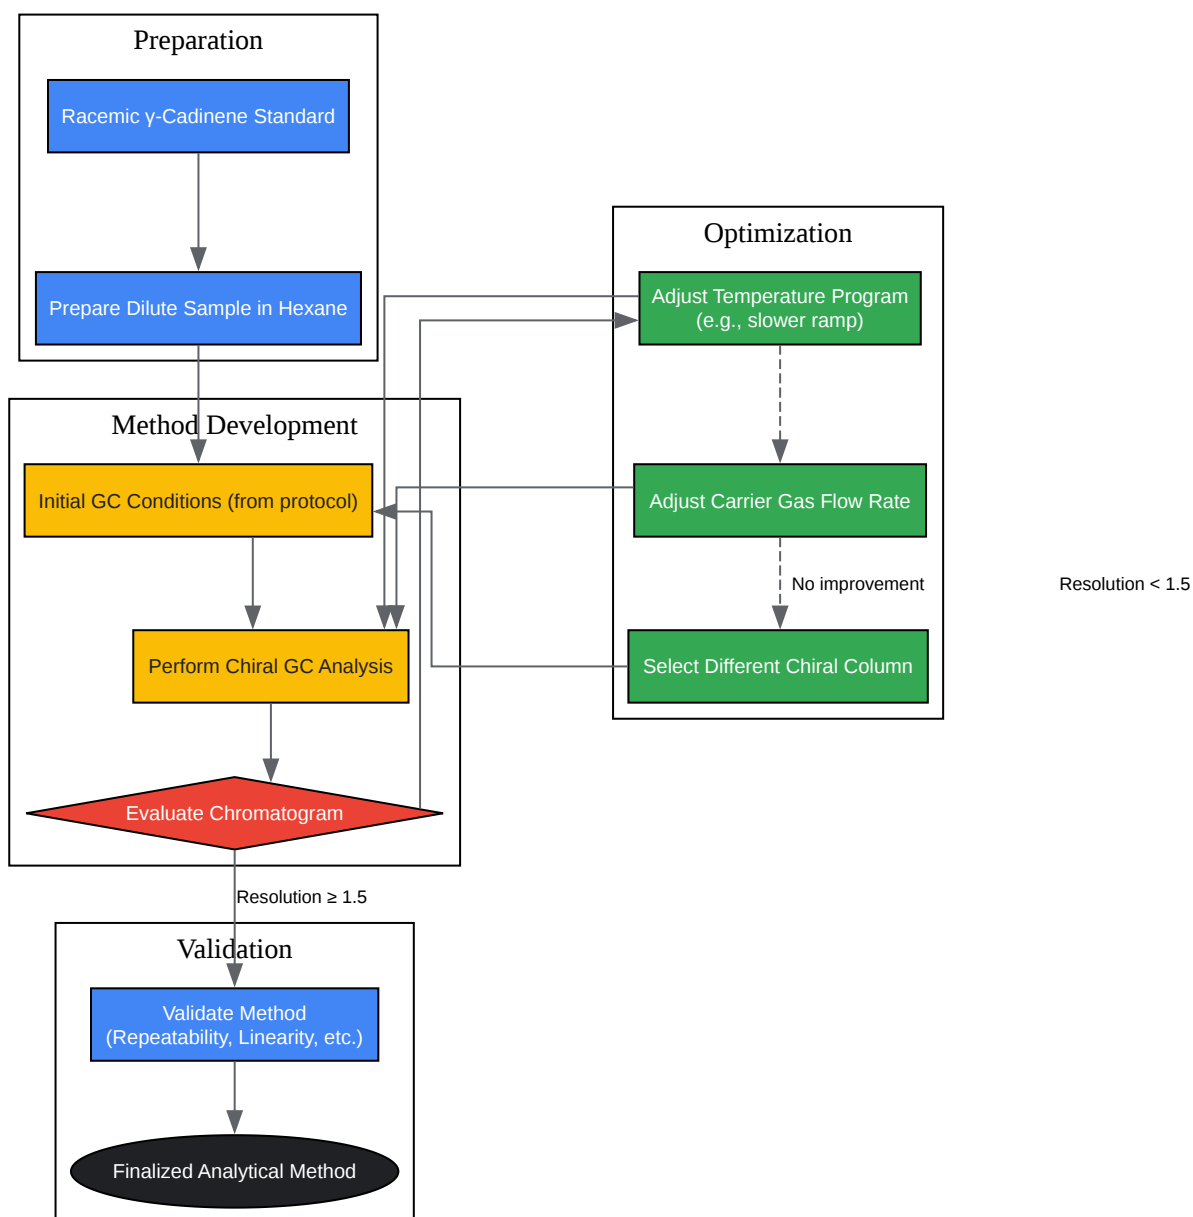 Preparation
Racemic γ-Cadinene Standard
Prepare Dilute Sample in Hexane
Optimization
Adjust Temperature Program
(e.g., slower ramp)
Method Development
Initial GC Conditions (from protocol)
Adjust Carrier Gas Flow Rate
No improvement
Resolution < 1.5
Perform Chiral GC Analysis
Select Different Chiral Column
Evaluate Chromatogram
Resolution ≥ 1.5
Validation
Validate Method
(Repeatability, Linearity, etc.)
Finalized Analytical Method